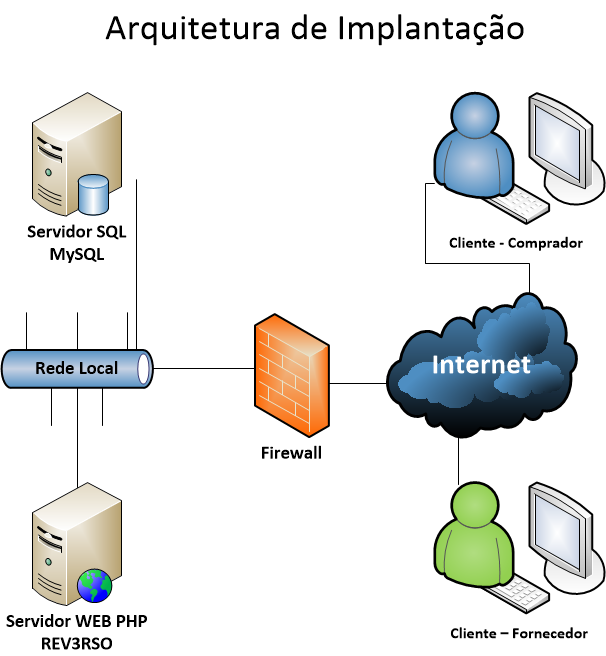 Arquitetura de Implantação
Servidor SQL
MySQL
Cliente - Comprador
Rede Local
Internet
Firewall
Servidor WEB PHP
REV3RSO
Cliente – Fornecedor